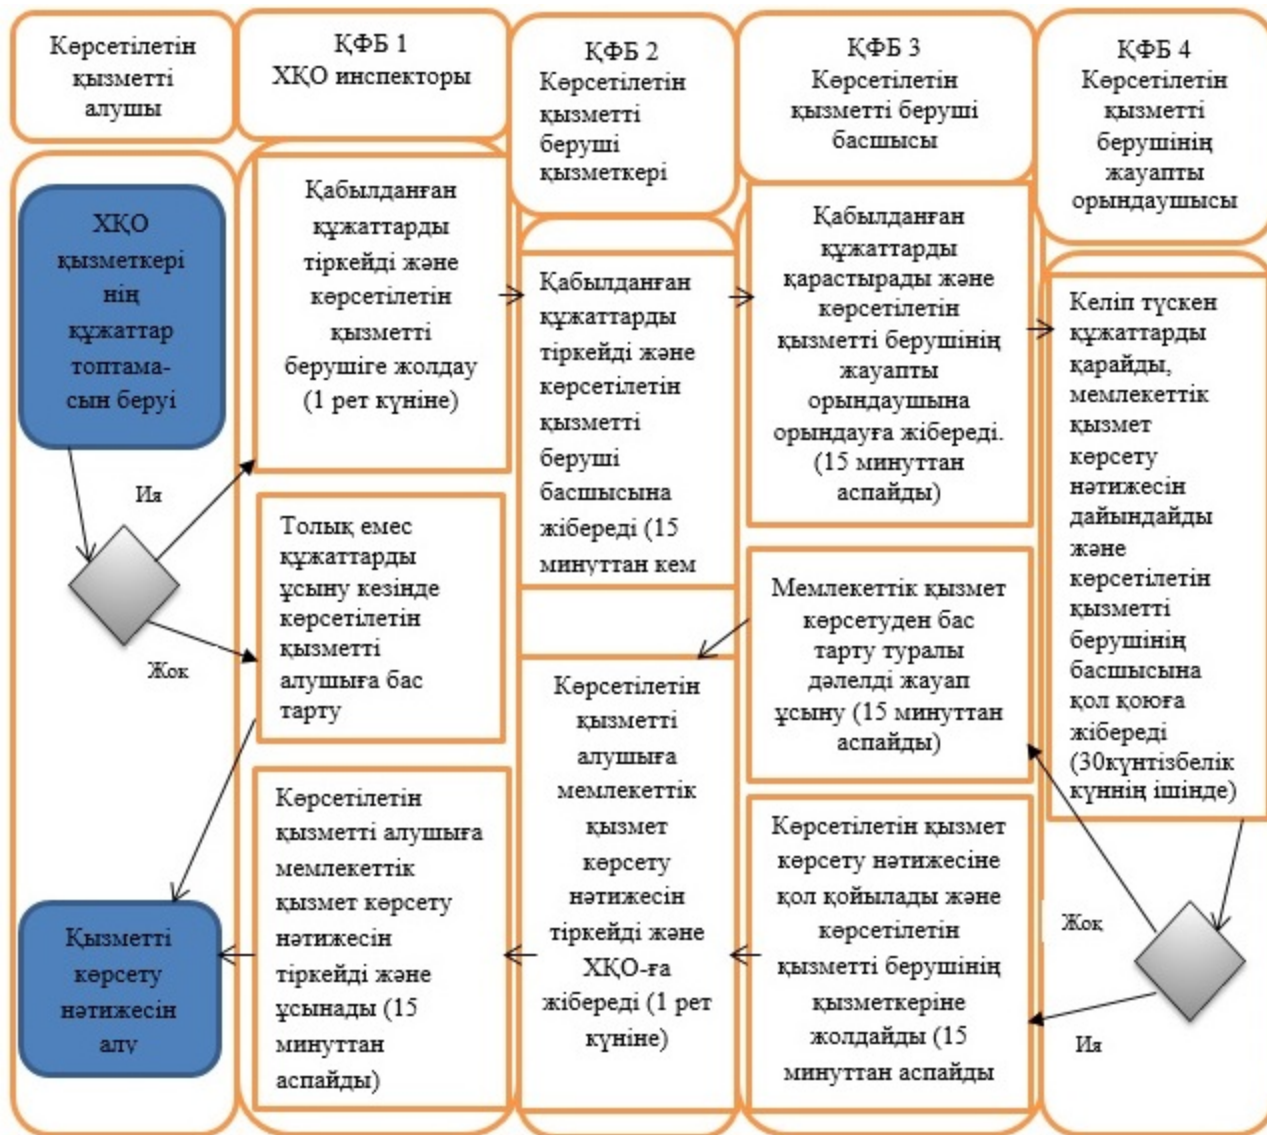 Көрсетілетін
қызметті
алушы
ҚФБ 1
ХҚО инспекторы
ҚФБ 2
Көрсетілетін
қызметті
беруші
қызметкері
ҚФБ 3
Көрсетілетін
қызметті беруші
басшысы
ҚФБ 4
Көрсетілетін
қызметті
берушінің
жауапты
орындаушысы
ХҚО
қызметкері
нің
құжаттар
топтама-
сын беруі
Ия
Жок
Қызметті
көрсету
нәтижесін
алу
Қабылданған
құжаттарды
тіркейді және
көрсетілетін
қызметті
берушіге жолдау
(1 рет күніне)
Толық емес
құжаттарды
ұсыну кезінде
көрсетілетін
қызметті
алушыға бас
тарту
Көрсетілетін
қызметті алушыға
мемлекеттік
қызмет көрсету
нәтижесін
тіркейді және
ұсынады (15
минуттан
аспайды)
Қабылданған
құжаттарды
тіркейді және
көрсетілетін
қызметті
беруші
басшысына
жібереді (15
минуттан кем
Көрсетілетін
қызметті
алушыға
мемлекеттік
қызмет
көрсету
нәтижесін
тіркейді және
ХҚО-ға
жібереді (1 рет
күніне)
Қабылданған
құжаттарды
қарастырады және
көрсетілетін
қызметті берушінің
жауапты
орындаушына
орындауға жібереді.
(15 минуттан
аспайды)
Мемлекеттік қызмет
көрсетуден бас
тарту туралы
дәлелді жауап
ұсыну (15 минуттан
аспайды)
Көрсетілетін қызмет
көрсету нәтижесіне
қол қойылады және
көрсетілетін
қызметті берушінің
қызметкеріне
жолдайды (15
минуттан аспайды
Келіп түскен
құжаттарды
қарайды,
мемлекеттік
қызмет
көрсету
нәтижесін
дайындайды
және
көрсетілетін
қызметті
берушінің
басшысына
қол қоюға
жібереді
(30күнтізбелік
күннің ішінде)
Жоқ
Ия